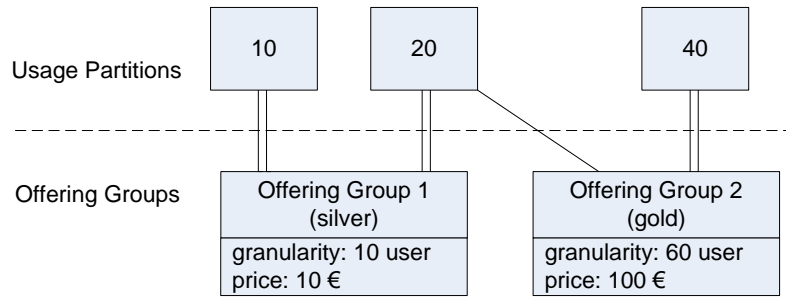 10
20
40
Usage Partitions
Offering Groups
Offering Group 1
(silver)
granularity: 10 user
price: 10 €
Offering Group 2
(gold)
granularity: 60 user
price: 100 €